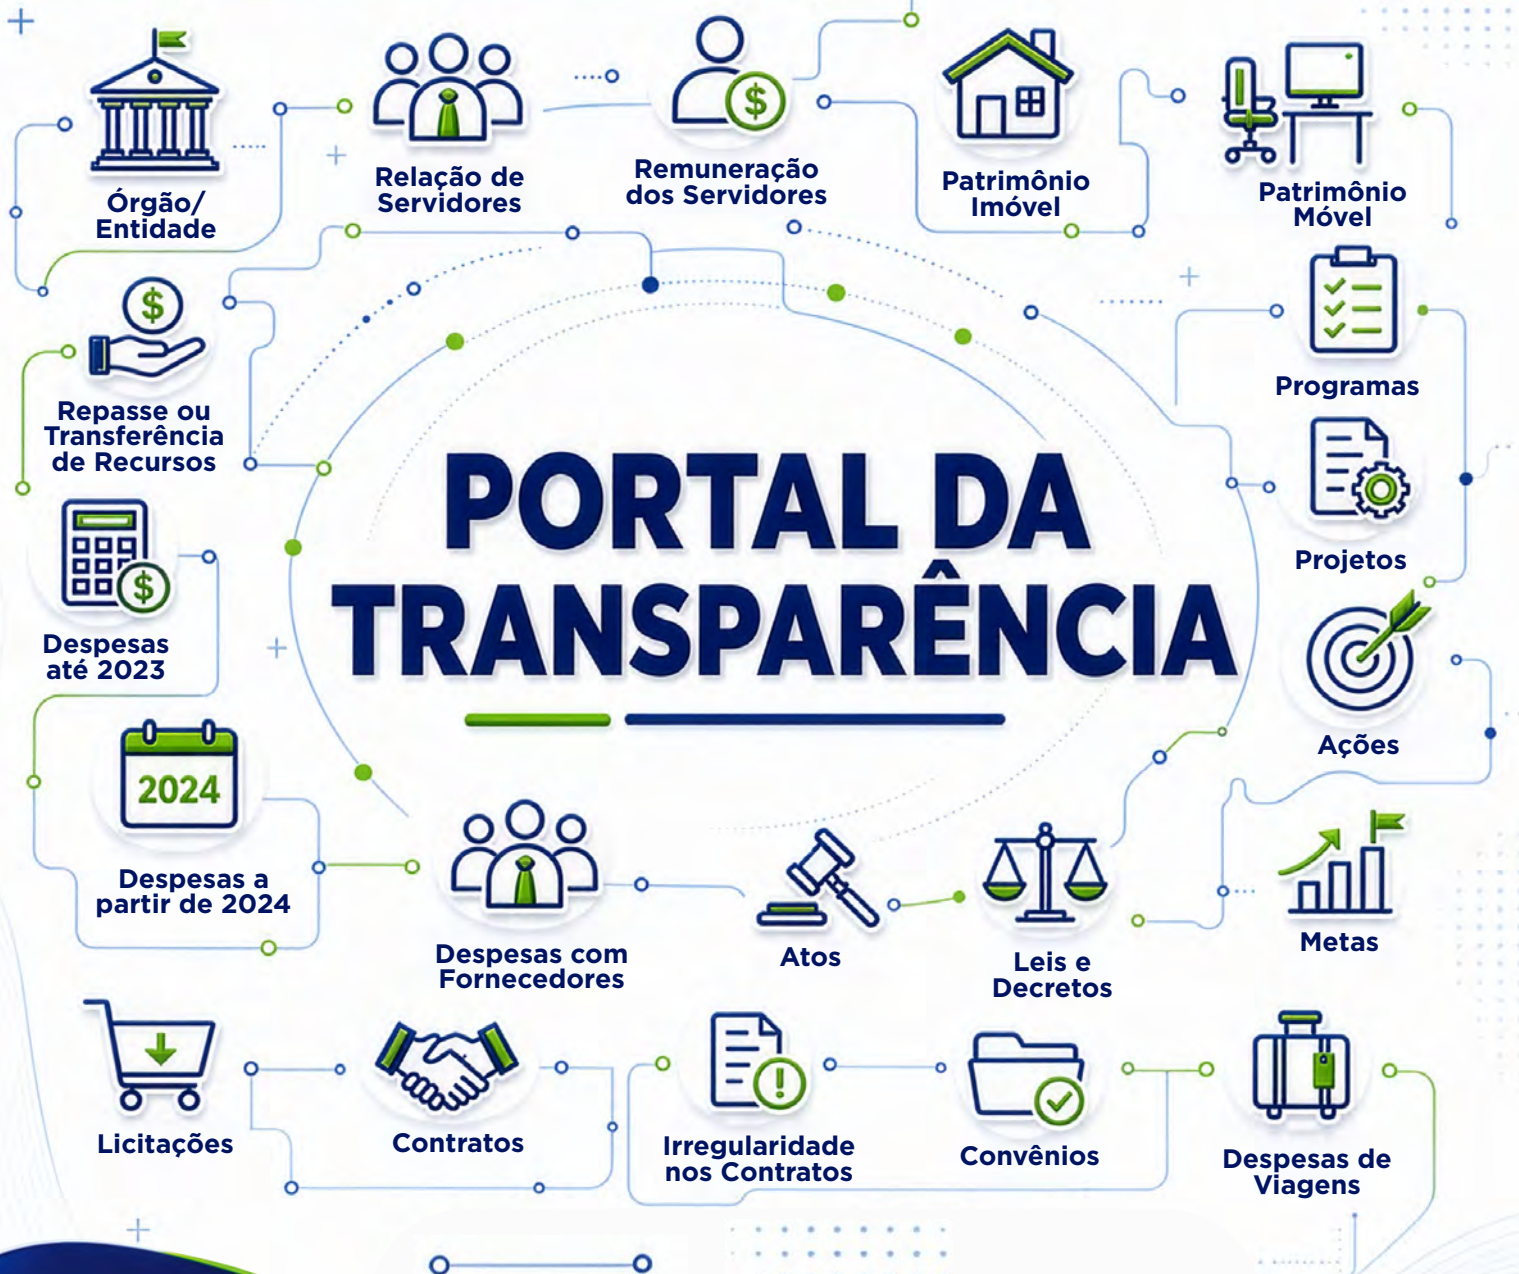 Órgão/
Entidade
Relação de
Servidores
$
Remuneração
dos Servidores
Patrimônio
Imóvel
Patrimônio
Móvel
$
Repasse ou
Transferência
de Recursos
Programas
Projetos
PORTAL DA
TRANSPARÊNCIA
$
Despesas
até 2023
Ações
2024
Despesas a
partir de 2024
Despesas com
Fornecedores
Atos
Leis e
Decretos
Metas
Licitações
Contratos
!
Irregularidade
nos Contratos
Convênios
Despesas de
Viagens